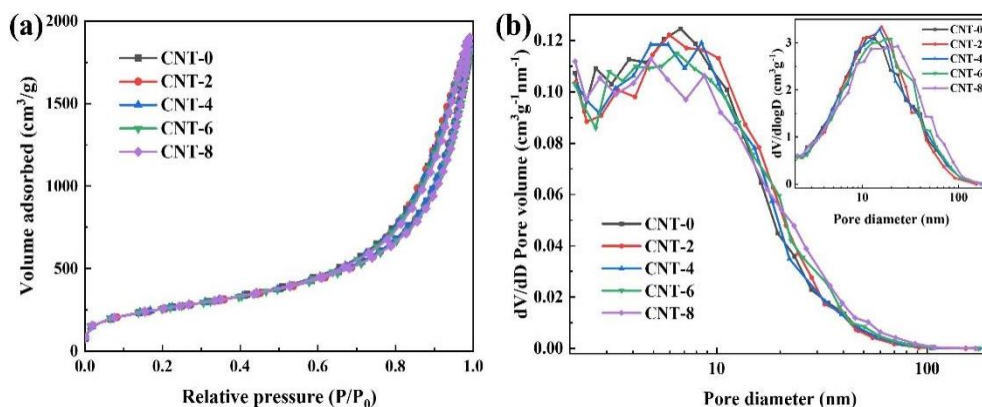 (a)
2000
1500
1000
500
0
0.0 0.2 0.4 0.6 0.8 1.0
Volume adsorbed (cm³/g)
Relative pressure (P/P₀)
CNT-0
CNT-2
CNT-4
CNT-6
CNT-8
(b)
0.12
0.10
0.08
0.06
0.04
0.02
0.00
10 100
dV/dD Pore volume (cm³g⁻¹nm⁻¹)
Pore diameter (nm)
CNT-0
CNT-2
CNT-4
CNT-6
CNT-8
3
2
1
0
10 100
dV/dlogD (cm³g⁻¹)
Pore diameter (nm)
CNT-0
CNT-2
CNT-4
CNT-6
CNT-8